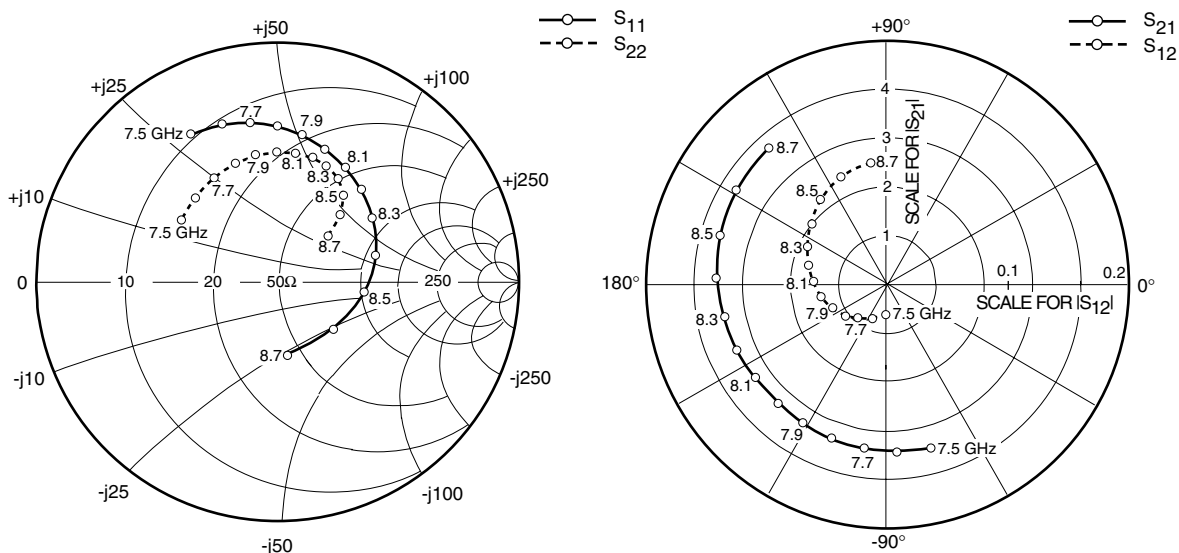 S11
S22
+j50
+j25
+j100
7.7
7.9
7.5 GHz
8.1
7.9
8.1
8.3
+j10
7.7
8.5
+j250
8.3
7.5 GHz
8.7
0
10
20
50Ω
250
8.5
8.7
-j10
-j250
-j25
-j100
-j50
S21
S12
+90°
4
3
8.7
8.7
SCALE FOR |S21|
8.5
2
8.5
1
8.3
180°
8.1
0.1
0.2
0°
SCALE FOR |S12|
7.9
7.5 GHz
8.3
7.7
8.1
7.9
7.5 GHz
7.7
-90°